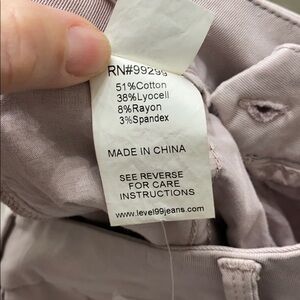 RN#99299
51%Cotton
38%Lyocell
8%Rayon
3%Spandex
MADE IN CHINA
SEE REVERSE
FOR CARE
INSTRUCTIONS
www.level99jeans.com